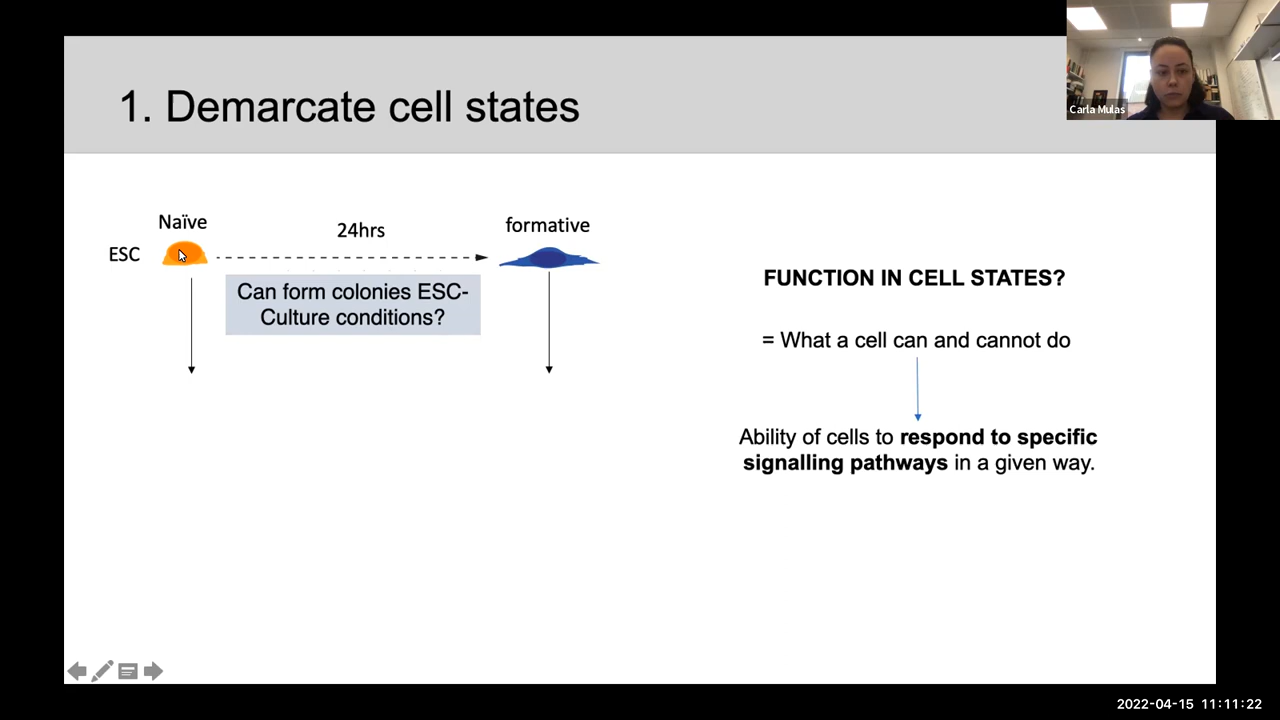 Carla Mulas
1. Demarcate cell states
Naïve
24hrs
formative
ESC
Can form colonies ESC-
Culture conditions?
FUNCTION IN CELL STATES?
= What a cell can and cannot do
Ability of cells to respond to specific
signalling pathways in a given way.
2022-04-15 11:11:22